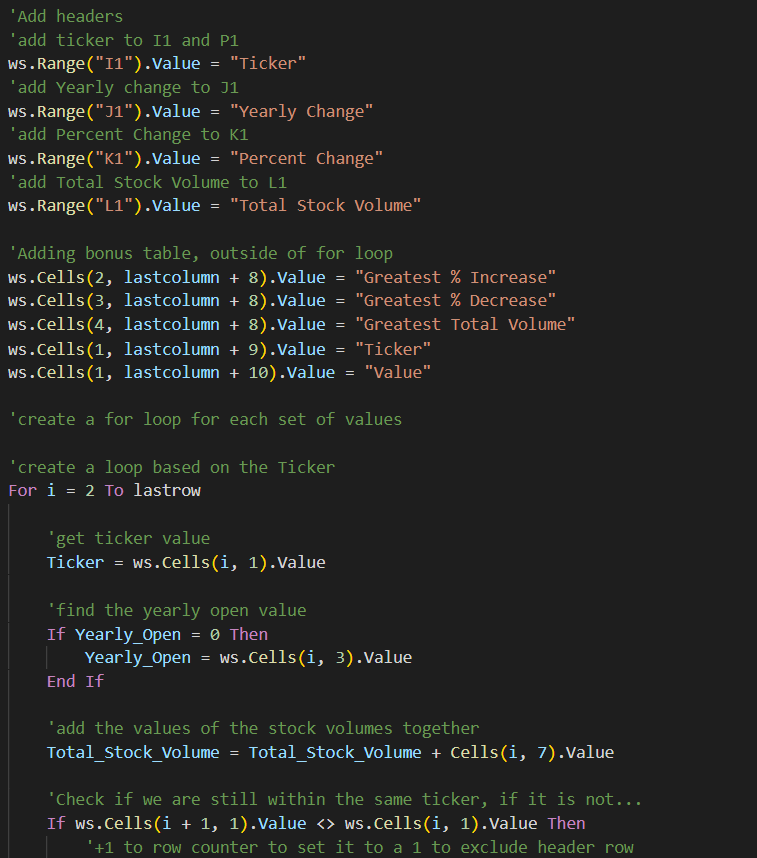 'Add headers
'add ticker to I1 and P1
ws.Range("I1").Value = "Ticker"
'add Yearly change to J1
ws.Range("J1").Value = "Yearly Change"
'add Percent Change to K1
ws.Range("K1").Value = "Percent Change"
'add Total Stock Volume to L1
ws.Range("L1").Value = "Total Stock Volume"

'Adding bonus table, outside of for loop
ws.Cells(2, lastcolumn + 8).Value = "Greatest % Increase"
ws.Cells(3, lastcolumn + 8).Value = "Greatest % Decrease"
ws.Cells(4, lastcolumn + 8).Value = "Greatest Total Volume"
ws.Cells(1, lastcolumn + 9).Value = "Ticker"
ws.Cells(1, lastcolumn + 10).Value = "Value"

'create a for loop for each set of values

'create a loop based on the Ticker
For i = 2 To lastrow

    'get ticker value
    Ticker = ws.Cells(i, 1).Value

    'find the yearly open value
    If Yearly_Open = 0 Then
        Yearly_Open = ws.Cells(i, 3).Value
    End If

    'add the values of the stock volumes together
    Total_Stock_Volume = Total_Stock_Volume + Cells(i, 7).Value

    'Check if we are still within the same ticker, if it is not...
    If ws.Cells(i + 1, 1).Value <> ws.Cells(i, 1).Value Then
        '+1 to row counter to set it to a 1 to exclude header row